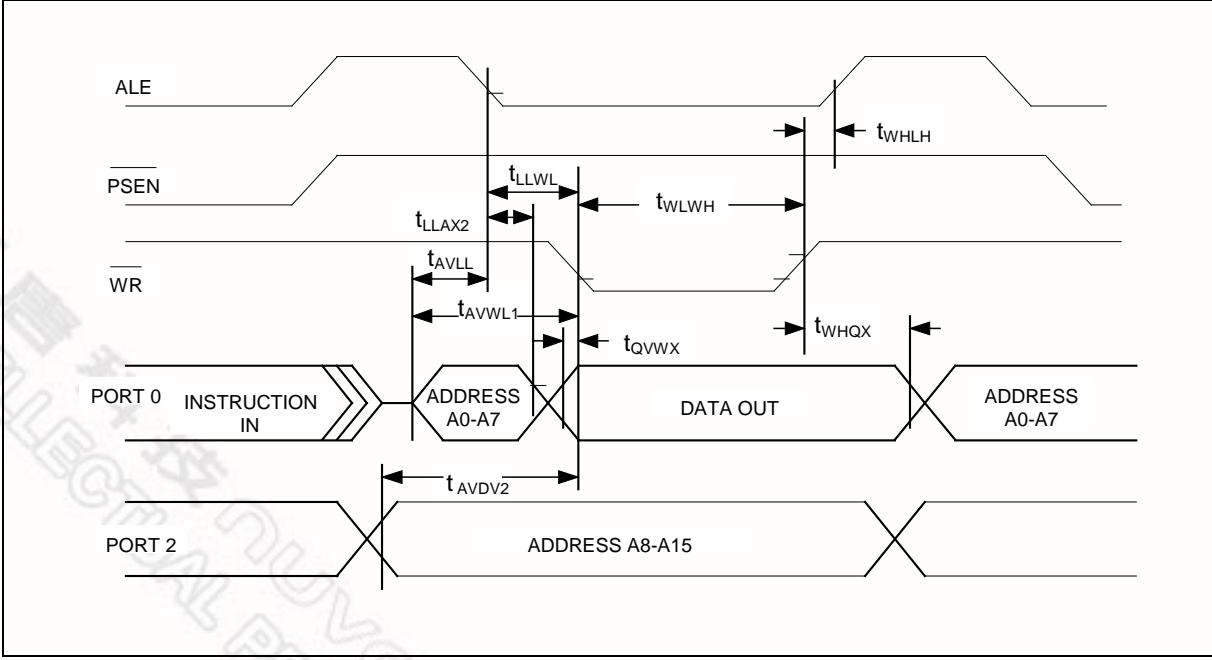 ALE
tWHLH
PSEN
tLLWL
tWLWH
tLLAX2
WR
tAVLL
tAVWL1
tWHQX
tQVWX
PORT 0
INSTRUCTION
IN
ADDRESS
A0-A7
DATA OUT
ADDRESS
A0-A7
t AVDV2
PORT 2
ADDRESS A8-A15